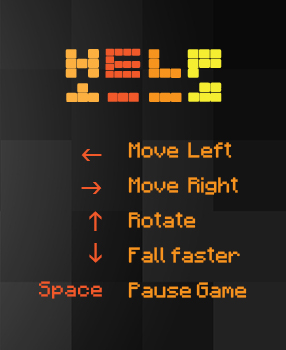 HELP
← Move Left
→ Move Right
↑ Rotate
↓ Fall faster
Space Pause Game